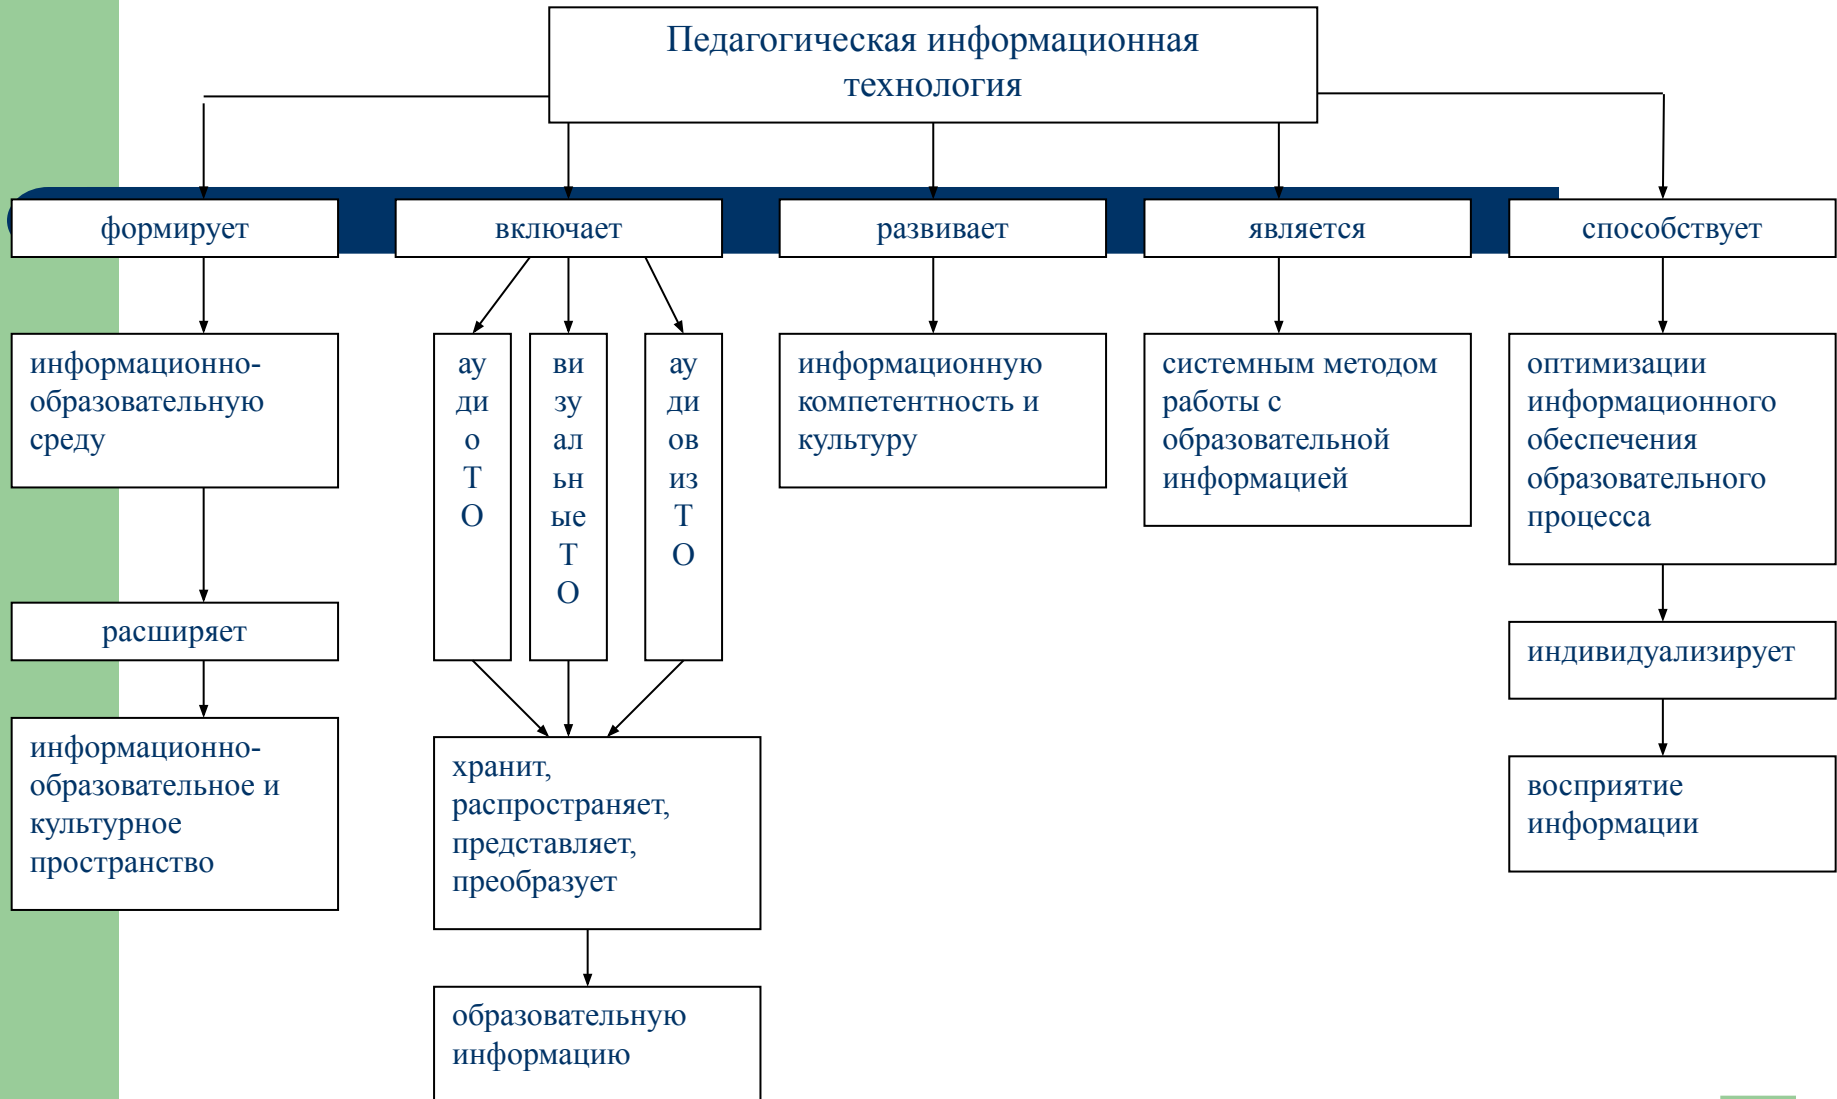 Педагогическая информационная
технология
формирует
включает
развивает
является
способствует
информационно-
образовательную
среду
ау
ди
о
Т
О
ви
зу
ал
ьн
ые
Т
О
ау
ди
ов
из
Т
О
информационную
компетентность и
культуру
системным методом
работы с
образовательной
информацией
оптимизации
информационного
обеспечения
образовательного
процесса
расширяет
индивидуализирует
информационно-
образовательное и
культурное
пространство
хранит,
распространяет,
представляет,
преобразует
восприятие
информации
образовательную
информацию